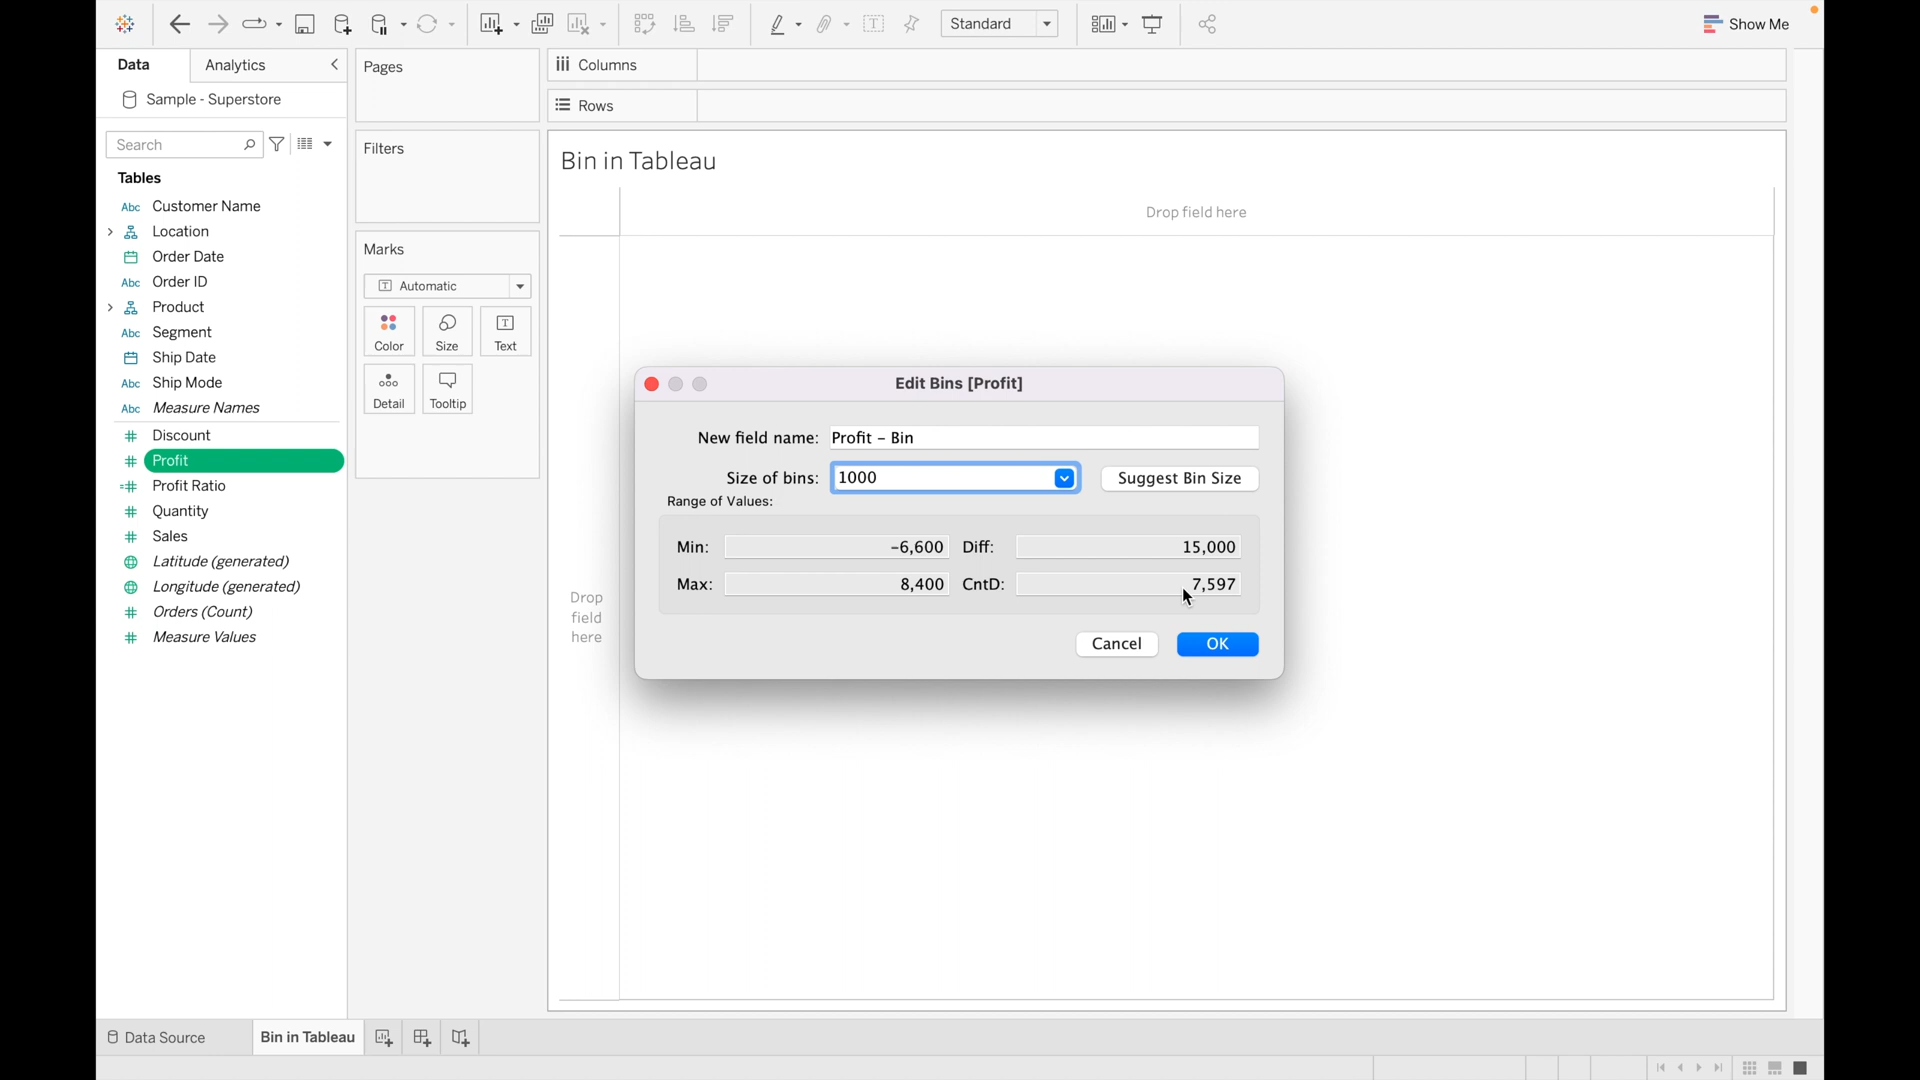 Standard
Show Me
Data
Analytics
Sample - Superstore
Search
Tables
Abc Customer Name
Location
Order Date
Abc Order ID
Product
Abc Segment
Ship Date
Abc Ship Mode
Abc Measure Names
Discount
Profit
Profit Ratio
Quantity
Sales
Latitude (generated)
Longitude (generated)
Orders (Count)
Measure Values
Pages
Filters
Marks
Automatic
Color
Size
Text
Detail
Tooltip
Columns
Rows
Bin in Tableau
Drop field here
Drop
field
here
Edit Bins [Profit]
New field name: Profit – Bin
Size of bins: 1000
Suggest Bin Size
Range of Values:
Min: -6,600 Diff: 15,000
Max: 8,400 CntD: 7,597
Cancel
OK
Data Source
Bin in Tableau